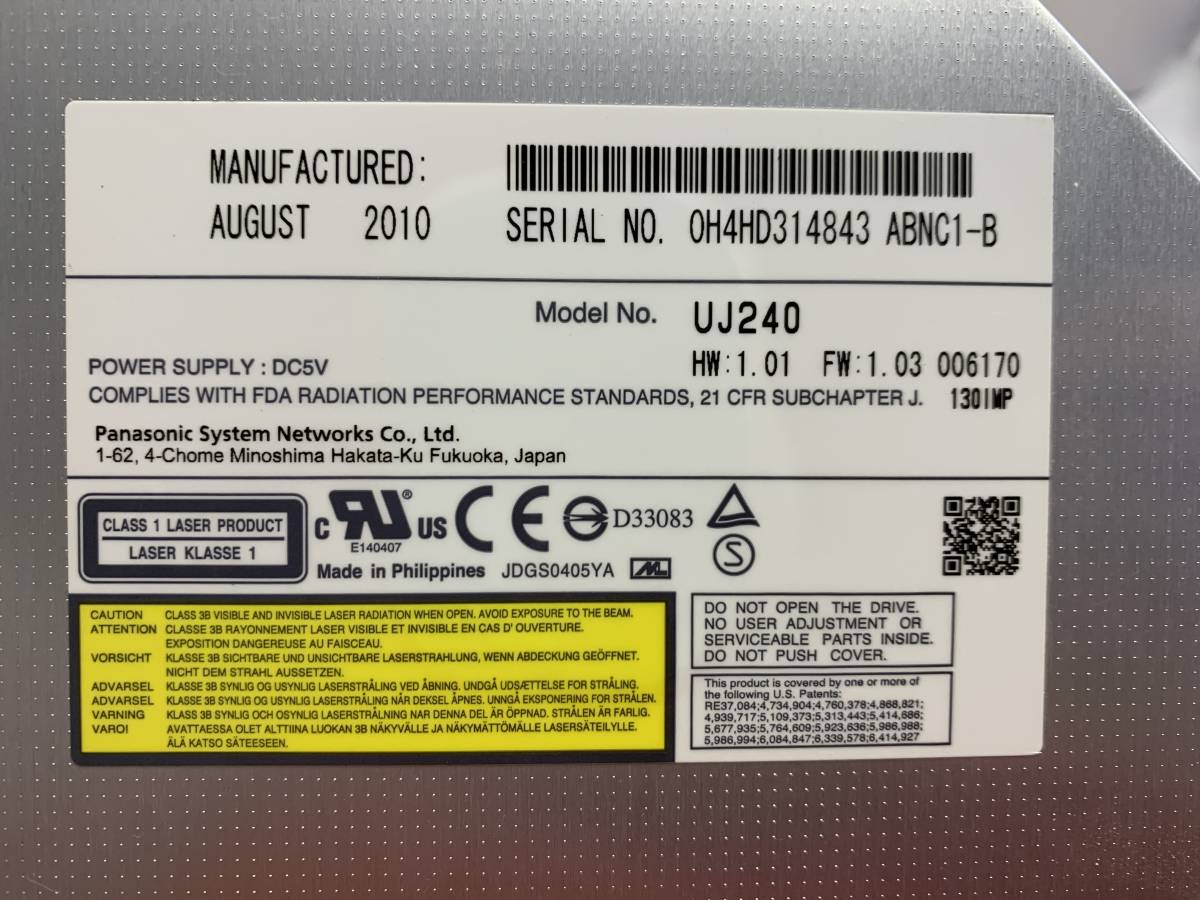 MANUFACTURED:
AUGUST 2010
SERIAL NO. 0H4HD314843 ABNC1-B
Model No. UJ240
HW:1.01 FW:1.03 006170
POWER SUPPLY : DC5V
COMPLIES WITH FDA RADIATION PERFORMANCE STANDARDS, 21 CFR SUBCHAPTER J. 130IMP
Panasonic System Networks Co., Ltd.
1-62, 4-Chome Minoshima Hakata-Ku Fukuoka, Japan
CLASS 1 LASER PRODUCT
LASER KLASSE 1
c RU ® US CE D33083
E140407
S
Made in Philippines JDGS0405YA
CAUTION CLASS 3B VISIBLE AND INVISIBLE LASER RADIATION WHEN OPEN. AVOID EXPOSURE TO THE BEAM.
ATTENTION CLASSE 3B RAYONNEMENT LASER VISIBLE ET INVISIBLE EN CAS D' OUVERTURE.
EXPOSITION DANGEREUSE AU FAISCEAU.
VORSICHT KLASSE 3B SICHTBARE UND UNSICHTBARE LASERSTRAHLUNG, WENN ABDECKUNG GEÖFFNET.
NICHT DEM STRAHL AUSSETZEN.
ADVARSEL KLASSE 3B SYNLIG OG USYNLIG LASERSTRÅLING VED ÅBNING. UNDGÅ UDSÆTTELSE FOR STRÅLING.
ADVARSEL KLASSE 3B SYNLIG OG USYNLIG LASERSTRÅLING NÅR DEKSEL ÅPNES. UNNGÅ EKSPONERING FOR STRÅLEN.
VARNING KLASS 3B SYNLIG OCH OSYNLIG LASERSTRÅLNING NÄR DENNA DEL ÄR ÖPPNAD. STRÅLEN ÄR FARLIG.
VARO! AVATTAESSA OLET ALTTIINA LUOKAN 3B NÄKYVÄLLE JA NÄKYMÄTTÖMÄLLE LASERSÄTEILYLLE.
ÄLÄ KATSO SÄTEESEEN.
DO NOT OPEN THE DRIVE.
NO USER ADJUSTMENT OR
SERVICEABLE PARTS INSIDE.
DO NOT PUSH COVER.
This product is covered by one or more of
the following U.S. Patents:
RE37,084;4,734,904;4,760,378;4,868,821;
4,939,717;5,109,373;5,313,443;5,414,686;
5,677,935;5,764,609;5,923,636;5,986,988;
5,986,994;6,084,847;6,339,578;6,414,927